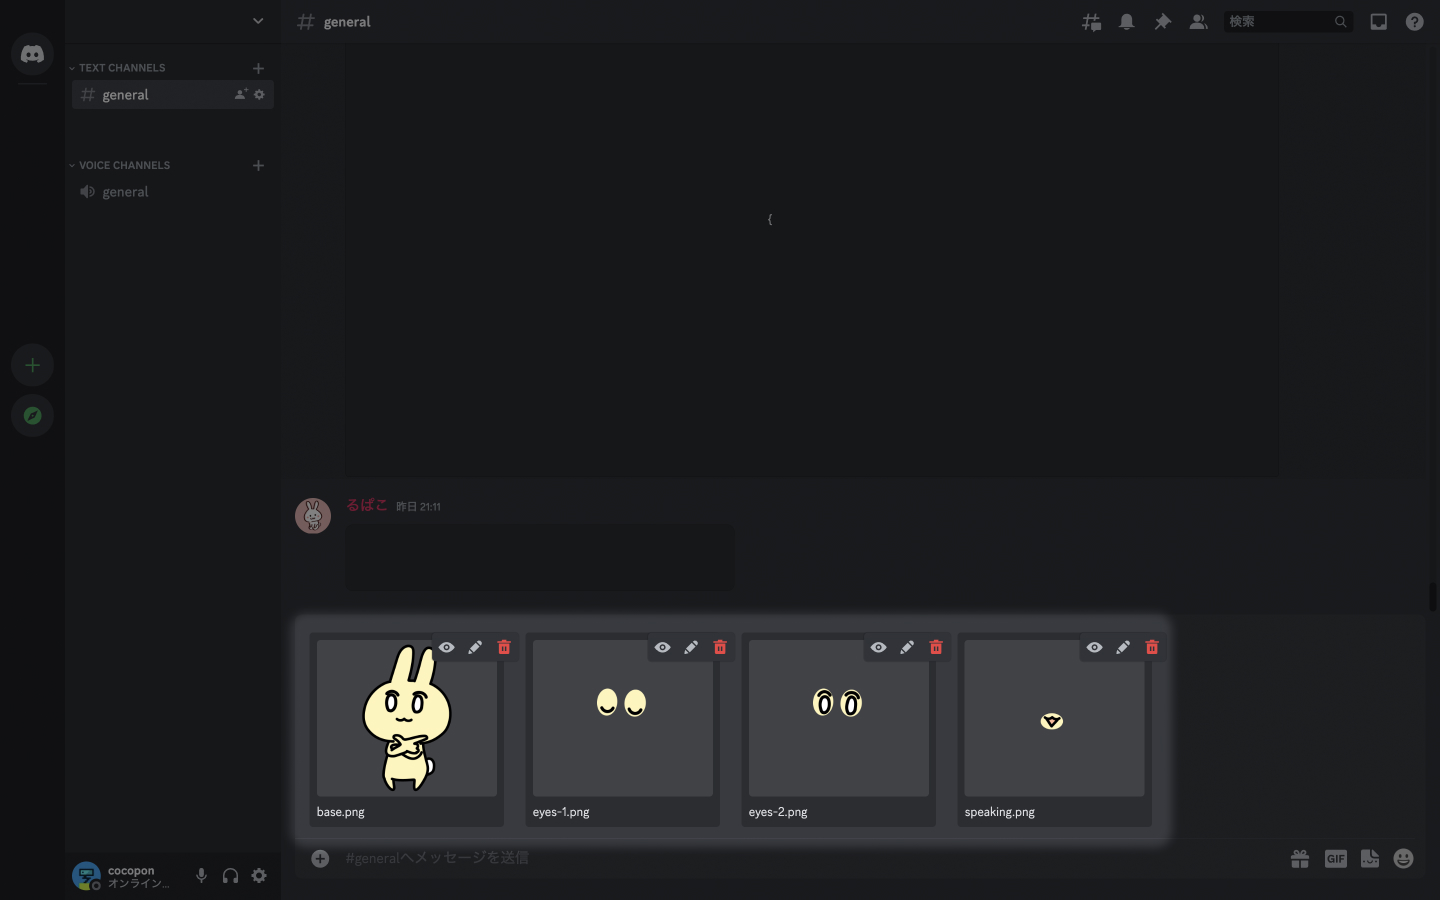 general
検索
TEXT CHANNELS
general
VOICE CHANNELS
general
{
るぱこ 昨日 21:11
base.png
eyes-1.png
eyes-2.png
speaking.png
#generalへメッセージを送信
GIF
cocopon
オンライン...